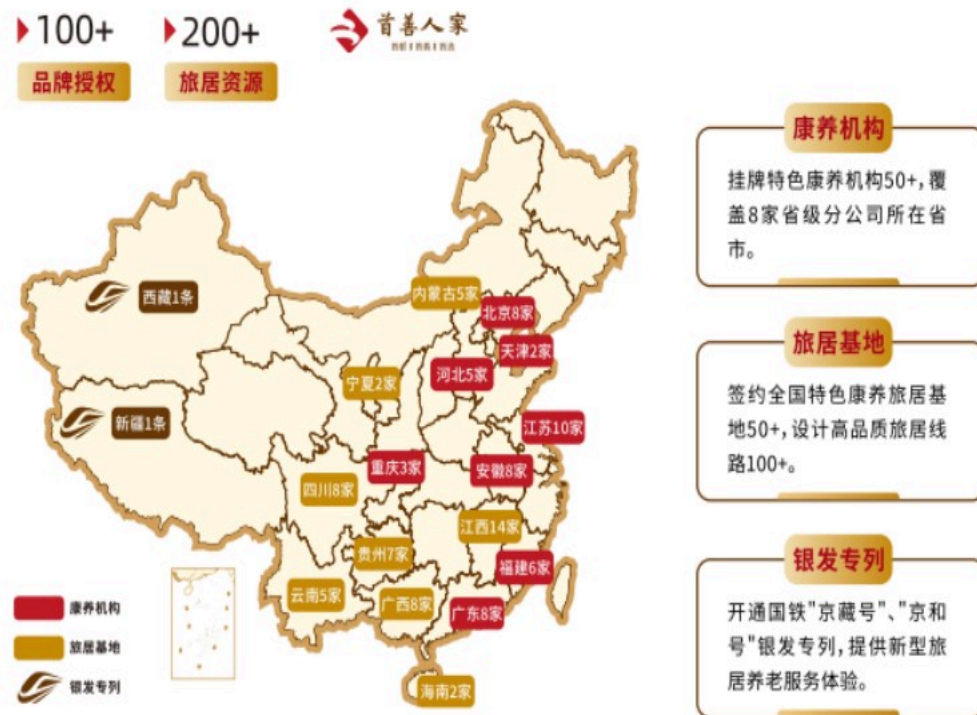 100+
200+
首善人家
品牌授权
旅居资源
康养机构
挂牌特色康养机构50+,覆
盖8家省级分公司所在省
市。
旅居基地
签约全国特色康养旅居基
地50+,设计高品质旅居线
路100+。
银发专列
开通国铁"京藏号"、"京和
号"银发专列,提供新型旅
居养老服务体验。
西藏1条
新疆1条
内蒙古5家
北京8家
天津2家
河北5家
宁夏2家
江苏10家
重庆3家
安徽8家
四川8家
江西14家
贵州7家
福建6家
云南5家
广西8家
广东8家
海南2家
康养机构
旅居基地
银发专列